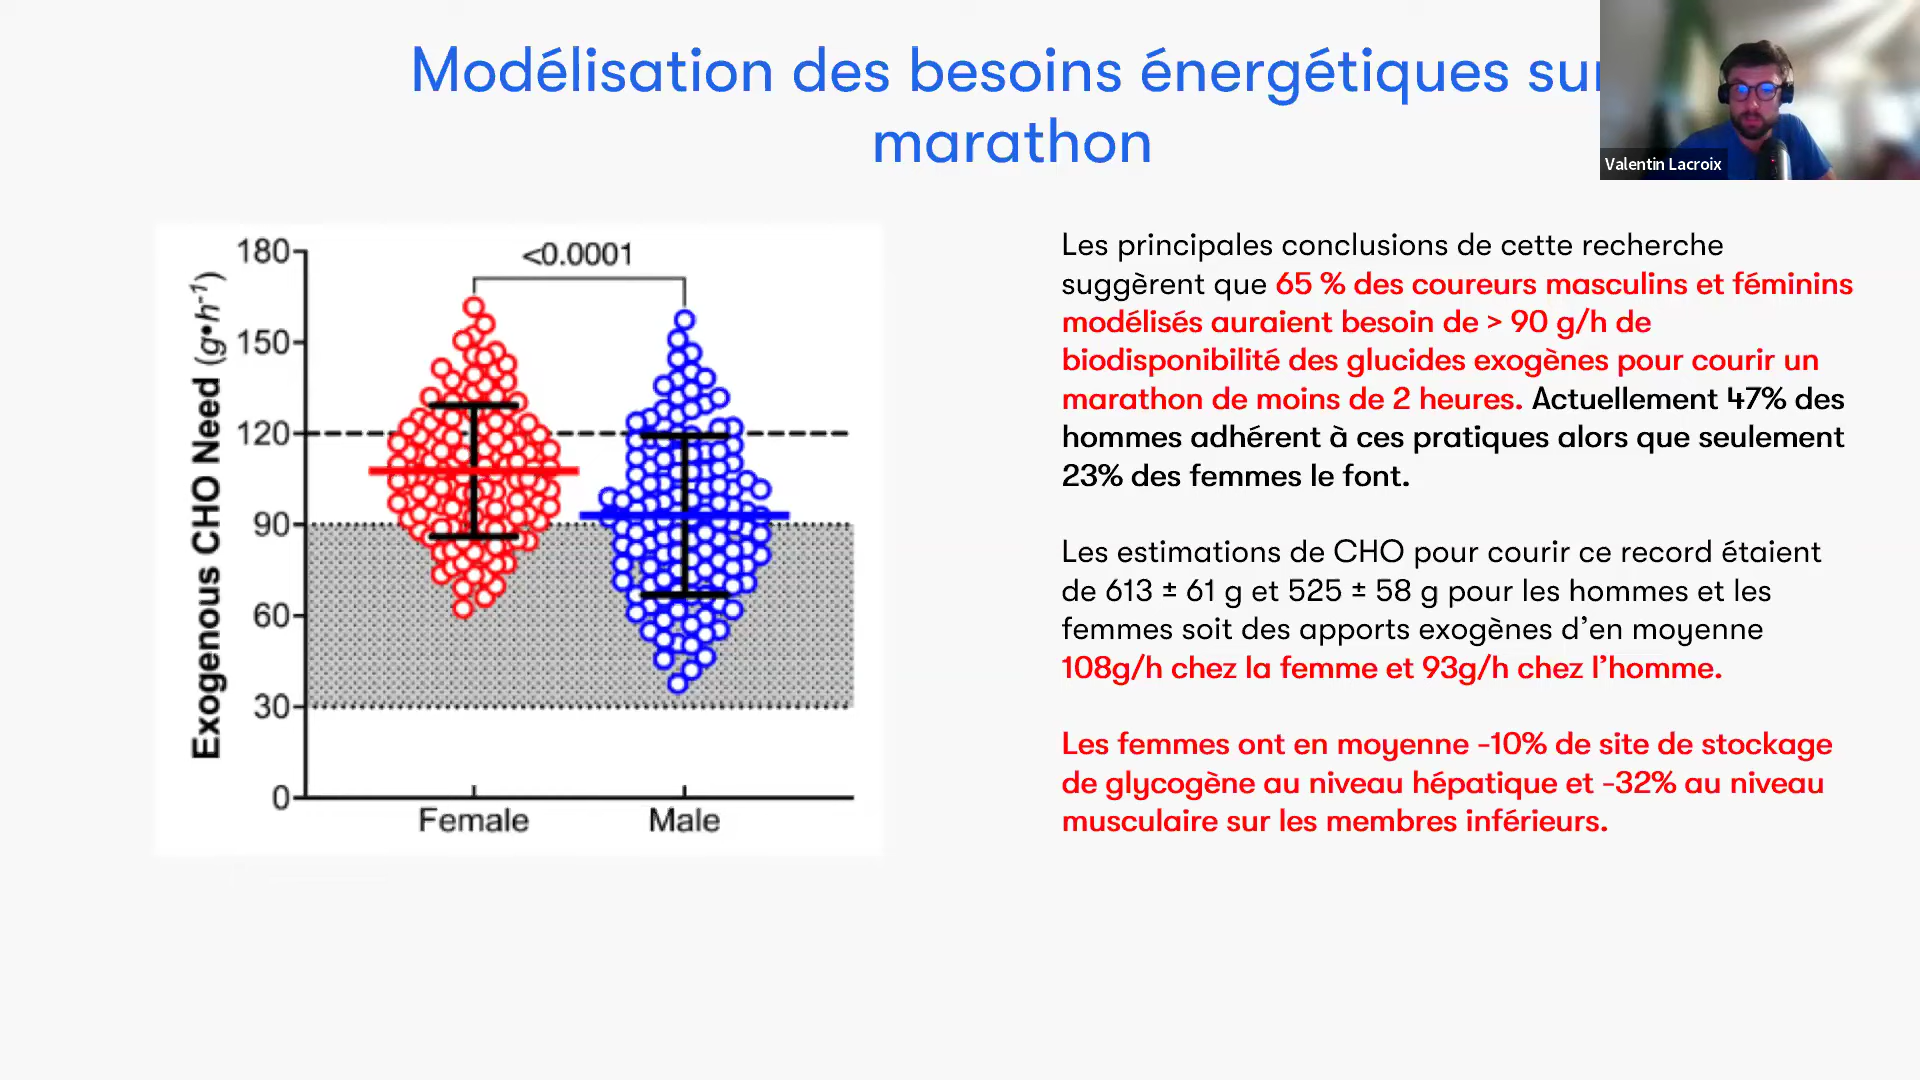 Modélisation des besoins énergétiques sur
marathon
Valentin Lacroix
<0.0001
Exogenous CHO Need (g•h-1)
180
150
120
90
60
30
0
Female
Male
Les principales conclusions de cette recherche
suggèrent que 65 % des coureurs masculins et féminins
modélisés auraient besoin de > 90 g/h de
biodisponibilité des glucides exogènes pour courir un
marathon de moins de 2 heures. Actuellement 47% des
hommes adhérent à ces pratiques alors que seulement
23% des femmes le font.
Les estimations de CHO pour courir ce record étaient
de 613 ± 61 g et 525 ± 58 g pour les hommes et les
femmes soit des apports exogènes d’en moyenne
108g/h chez la femme et 93g/h chez l’homme.
Les femmes ont en moyenne -10% de site de stockage
de glycogène au niveau hépatique et -32% au niveau
musculaire sur les membres inférieurs.